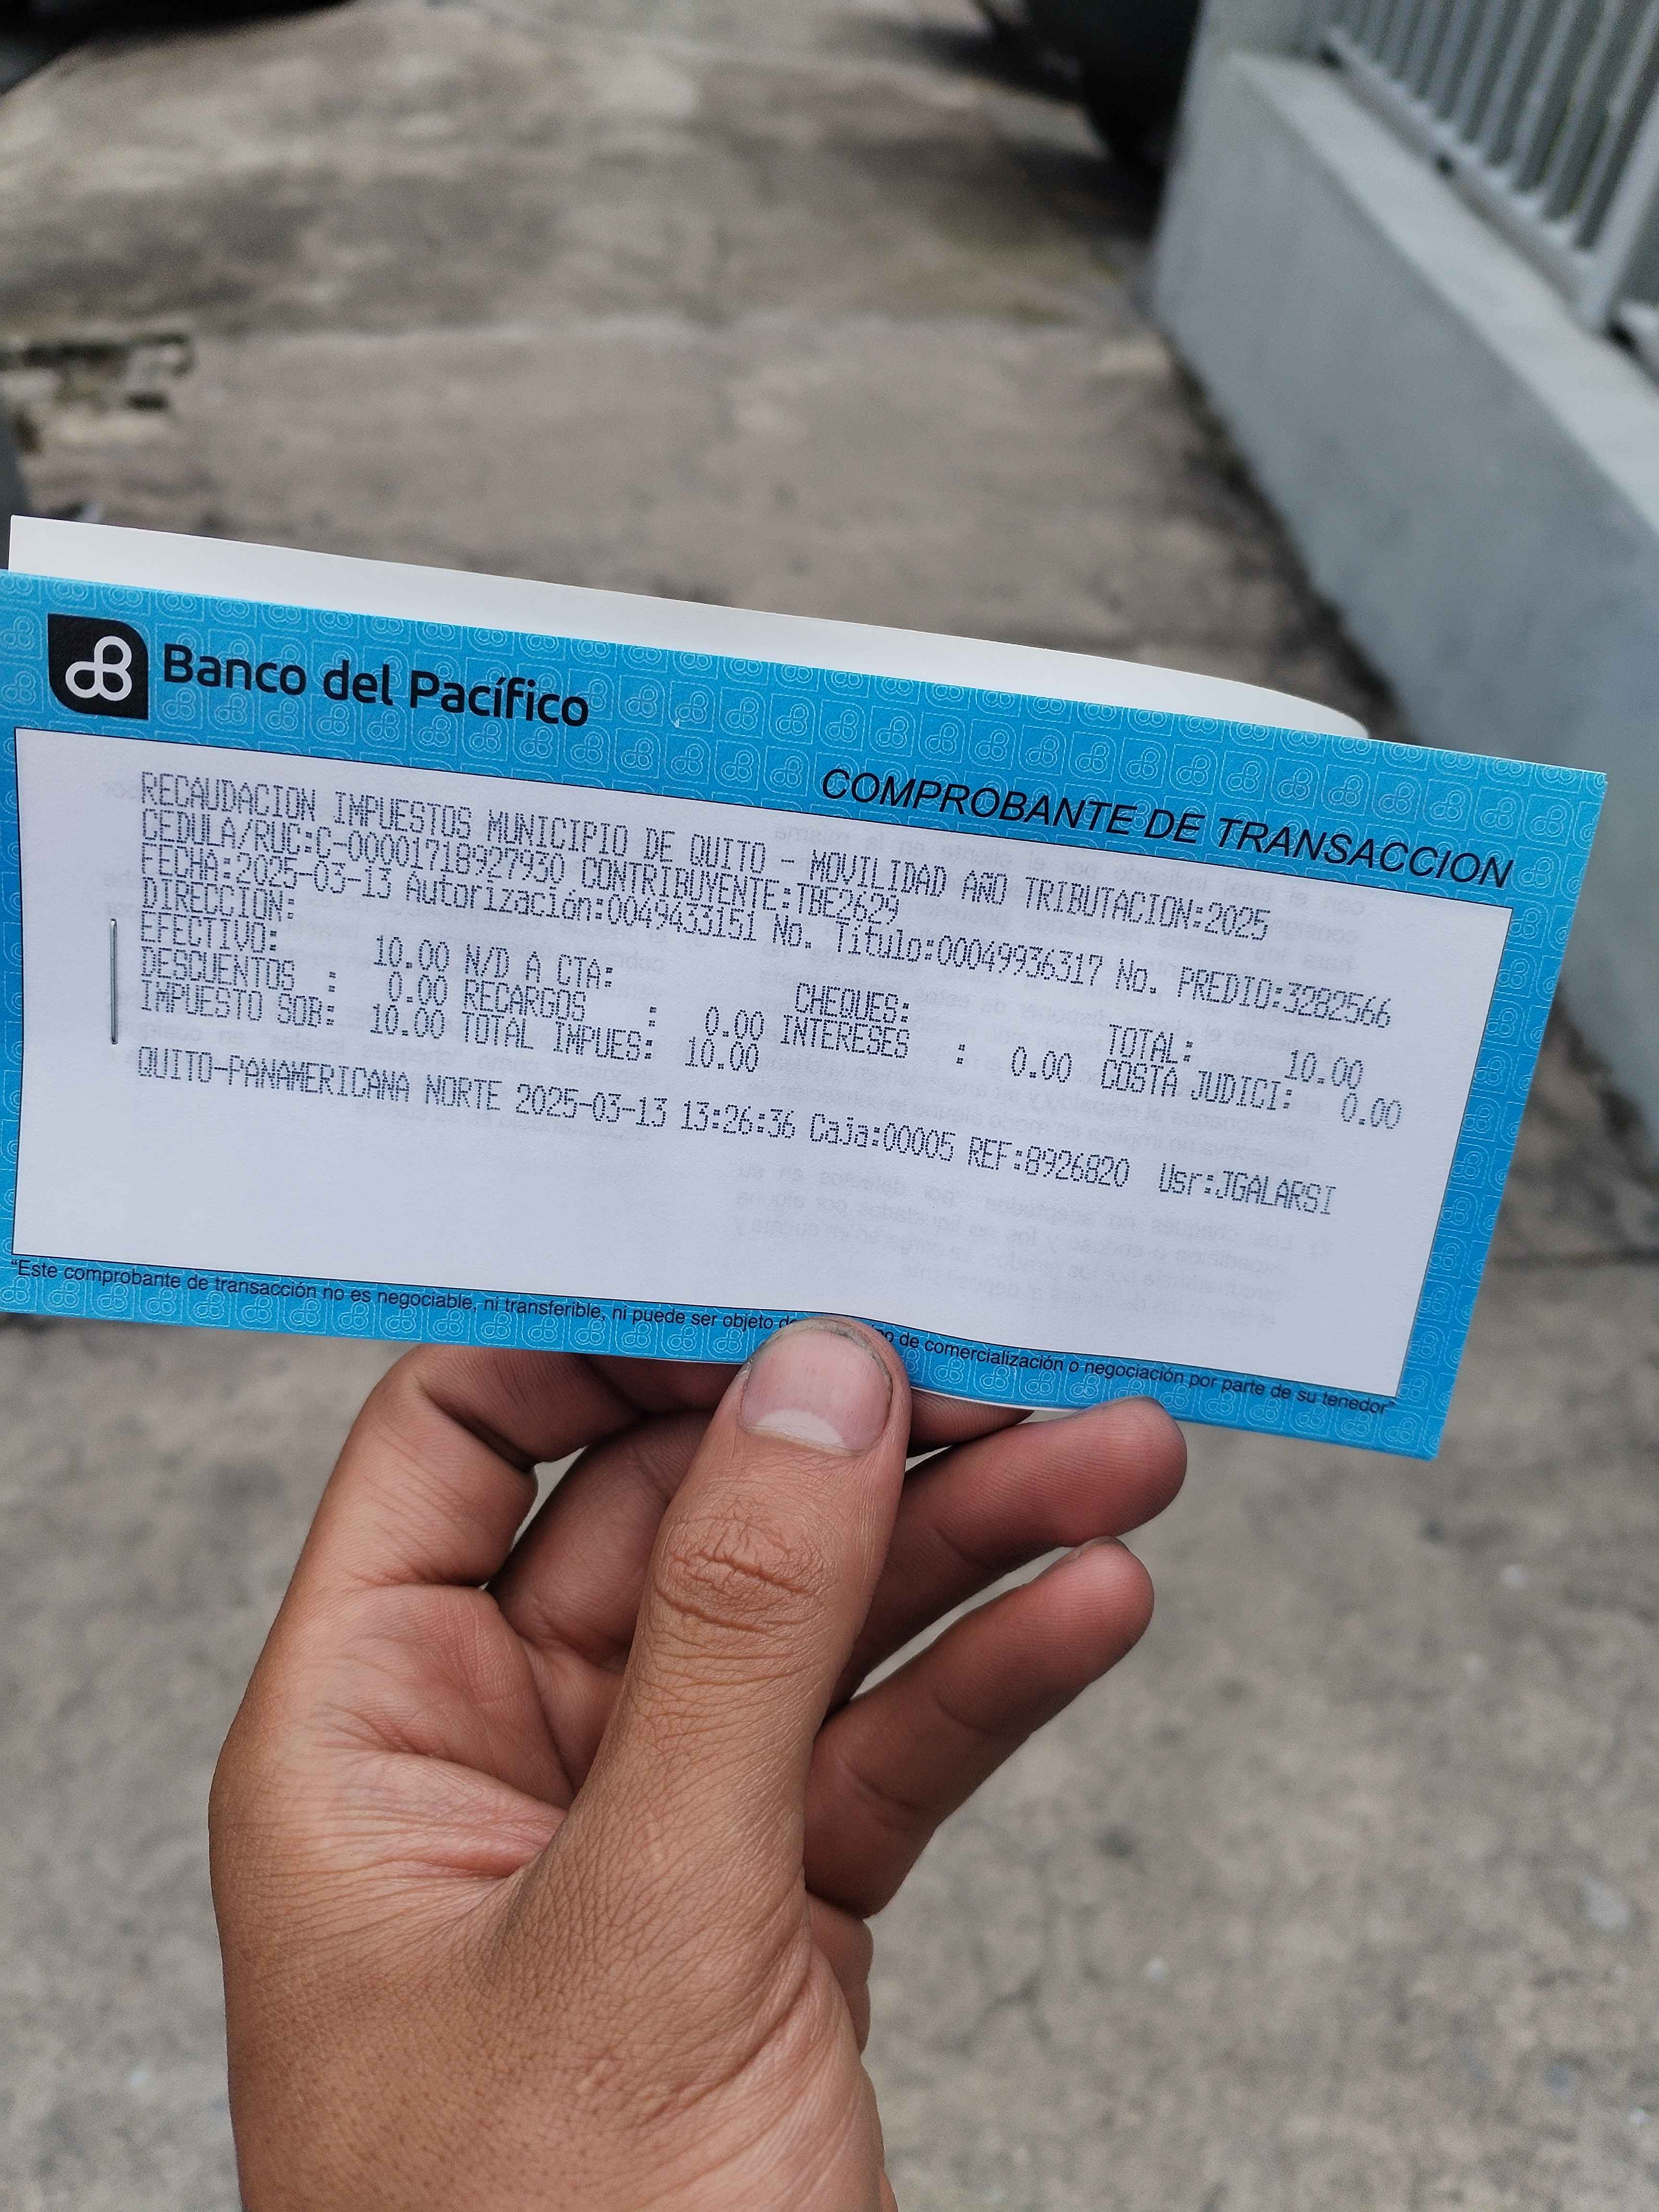 Banco del Pacífico
COMPROBANTE DE TRANSACCION
RECAUDACION IMPUESTOS MUNICIPIO DE QUITO - MOVILIDAD AÑO TRIBUTACION:2025
CEDULA/RUC:C-00001718927930 CONTRIBUYENTE:TBE2629
FECHA:2025-03-13 Autorización:0049433151 No. Título:00049936317 No. PREDIO:3282566
DIRECCION:
EFECTIVO: 10.00 N/D A CTA: CHEQUES: TOTAL: 10.00
DESCUENTOS : 0.00 RECARGOS : 0.00 INTERESES : 0.00 COSTA JUDICI: 0.00
IMPUESTO SOB: 10.00 TOTAL IMPUES: 10.00
QUITO-PANAMERICANA NORTE 2025-03-13 13:26:36 Caja:00005 REF:8926820 Usr:JGALARSI
"Este comprobante de transacción no es negociable, ni transferible, ni puede ser objeto de comercialización o negociación por parte de su tenedor"